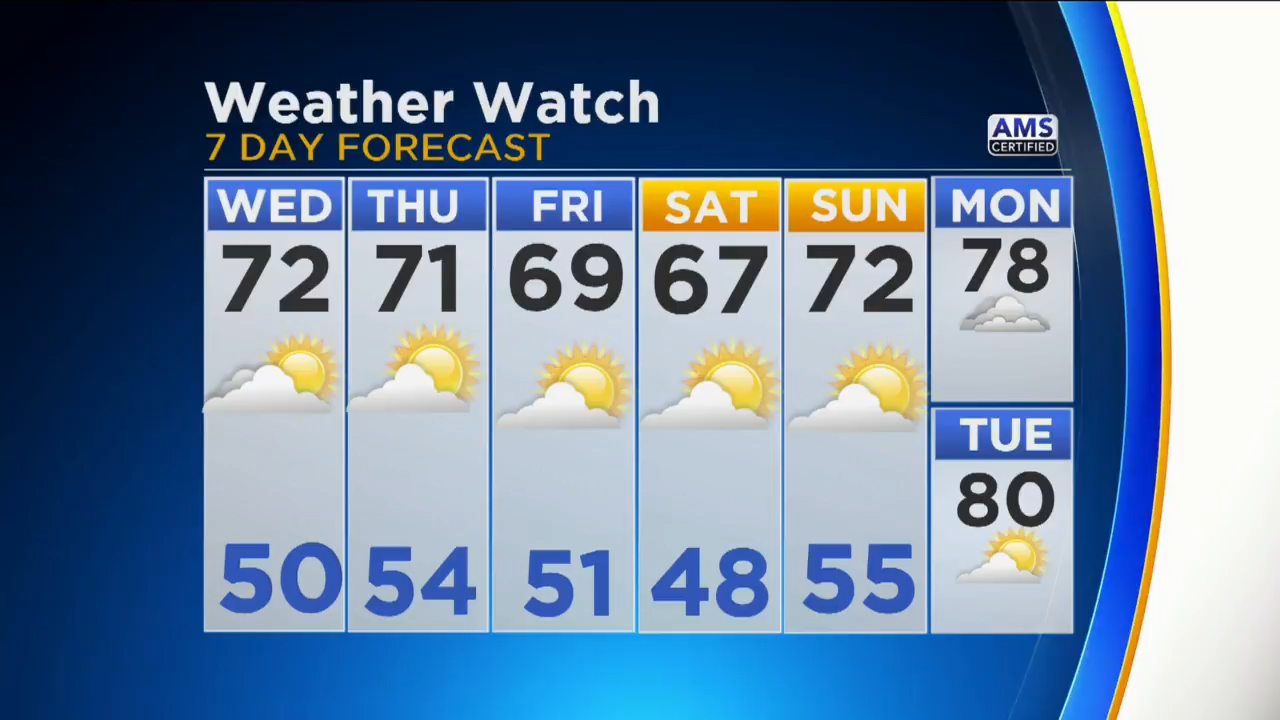 Weather Watch
7 DAY FORECAST
AMS
CERTIFIED
WED THU FRI SAT SUN MON
72 71 69 67 72 78
TUE
80
50 54 51 48 55